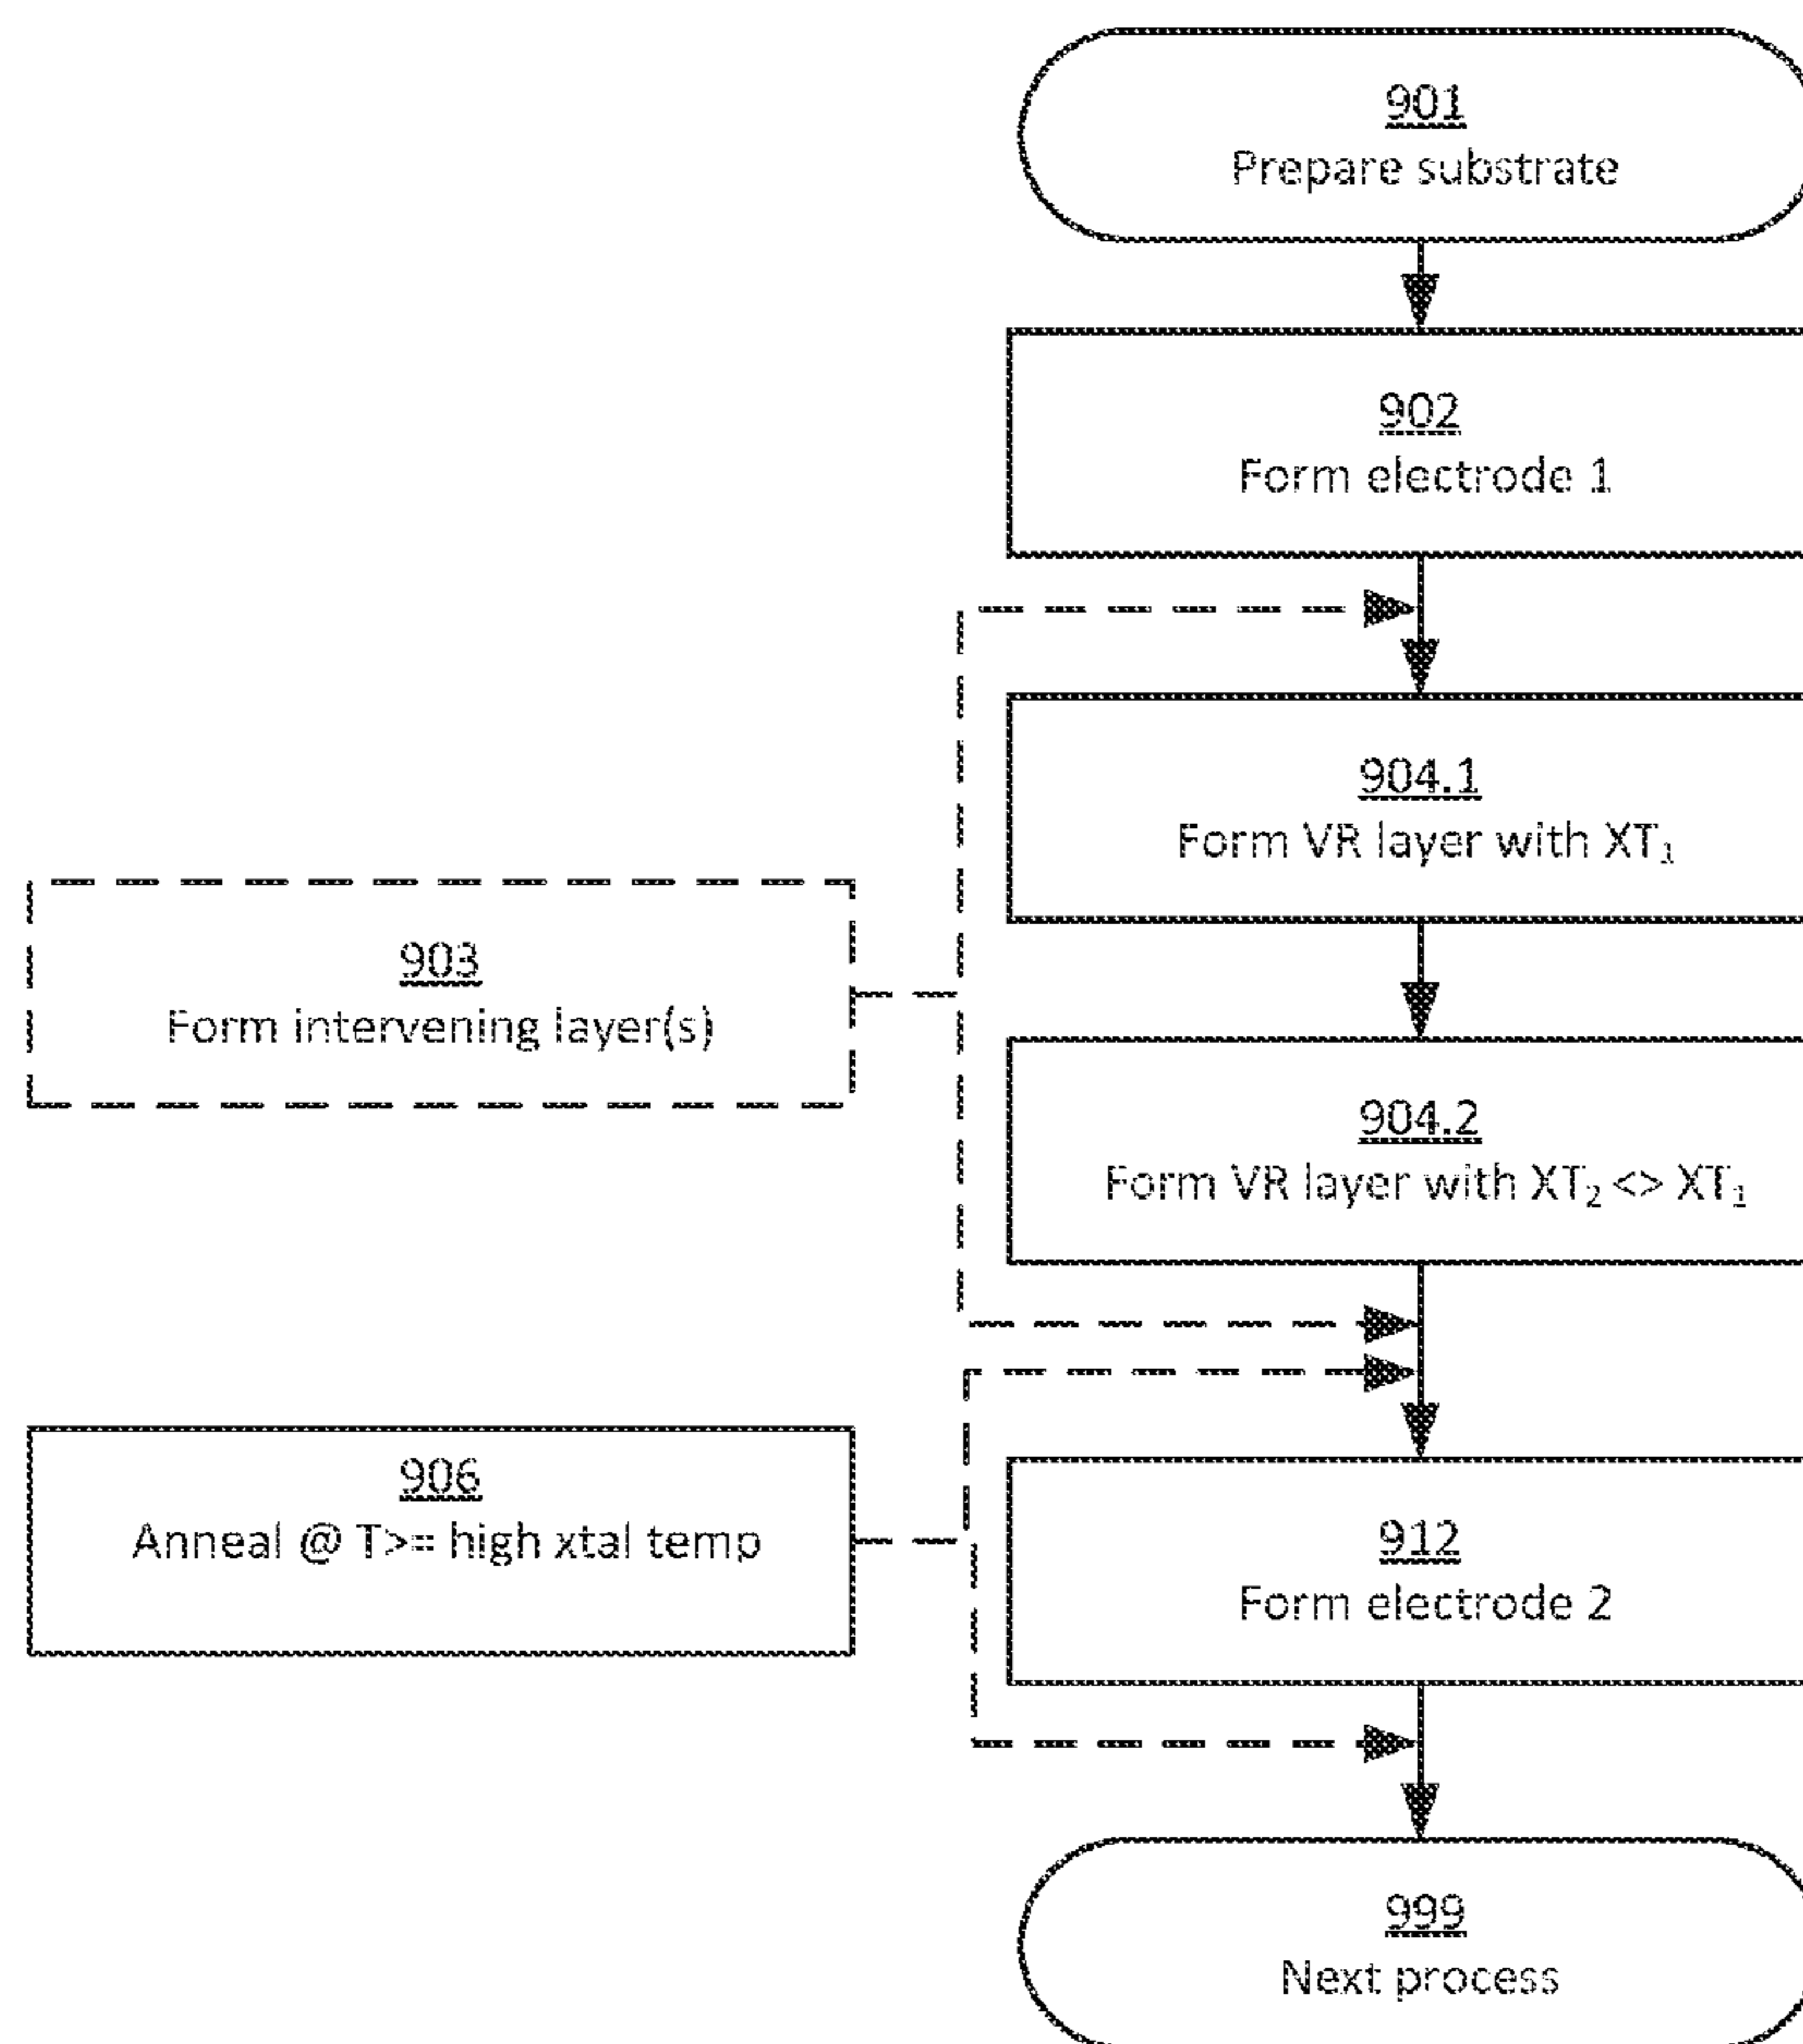 901
Prepare substrate
902
Form electrode 1
904.1
Form VR layer with XT₁
903
Form intervening layer(s)
904.2
Form VR layer with XT₂ <> XT₁
906
Anneal @ T>= high xtal temp
912
Form electrode 2
999
Next process